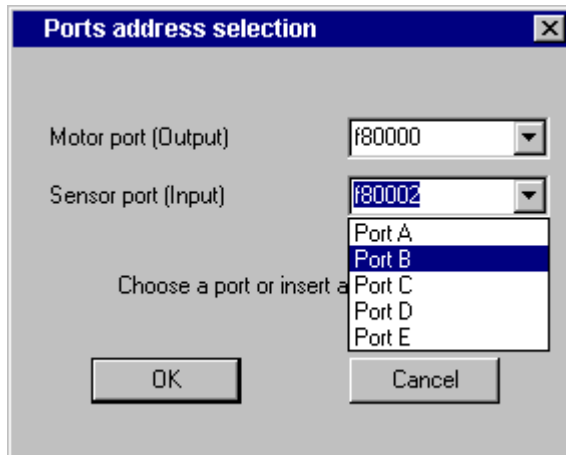 Ports address selection
Motor port (Output) f80000
Sensor port (Input) f80002
Port A
Port B
Choose a port or insert a Port C
Port D
Port E
OK Cancel